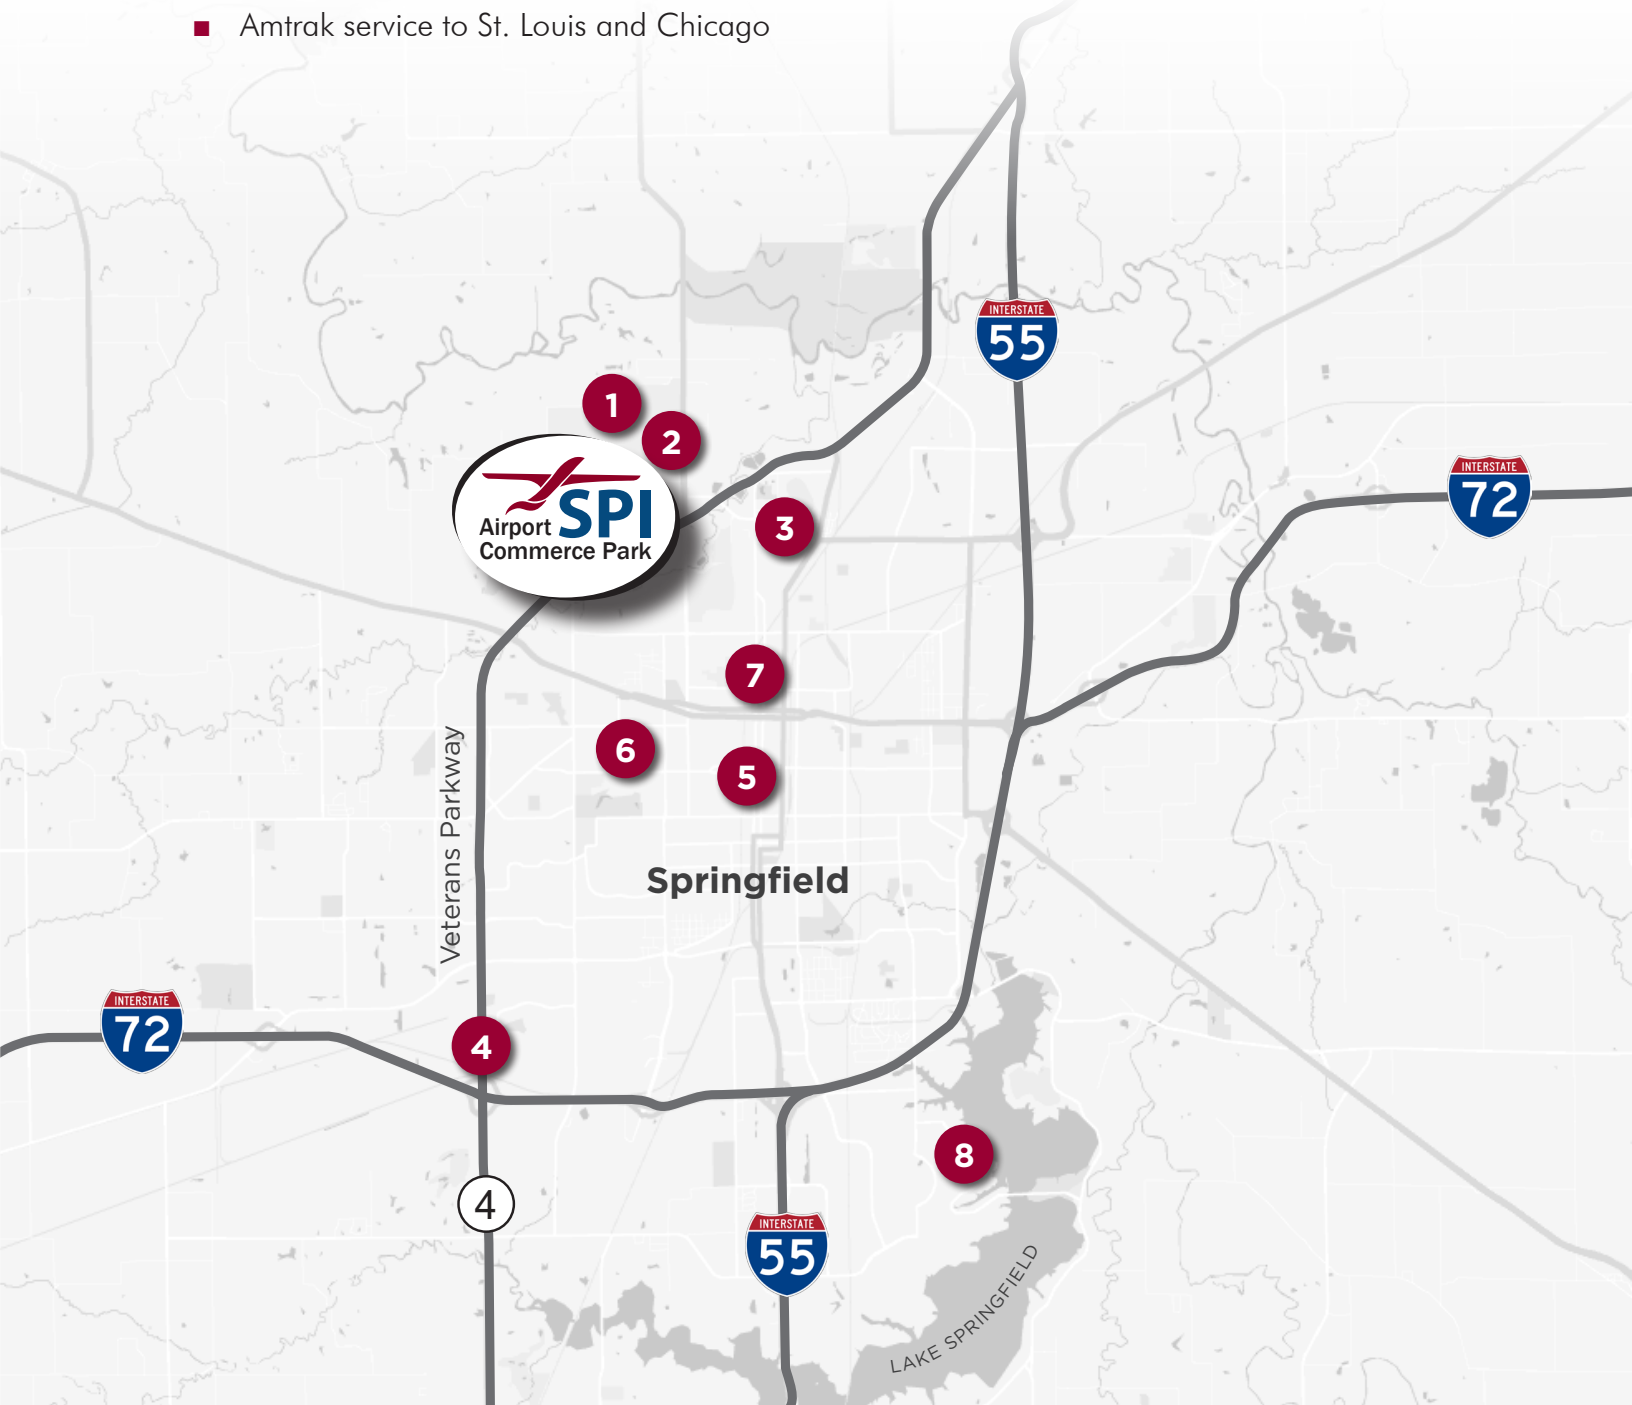 Amtrak service to St. Louis and Chicago
INTERSTATE
55
1
2
Airport SPI
Commerce Park
INTERSTATE
72
3
7
6
5
Veterans Parkway
Springfield
INTERSTATE
72
4
8
4
INTERSTATE
55
LAKE SPRINGFIELD